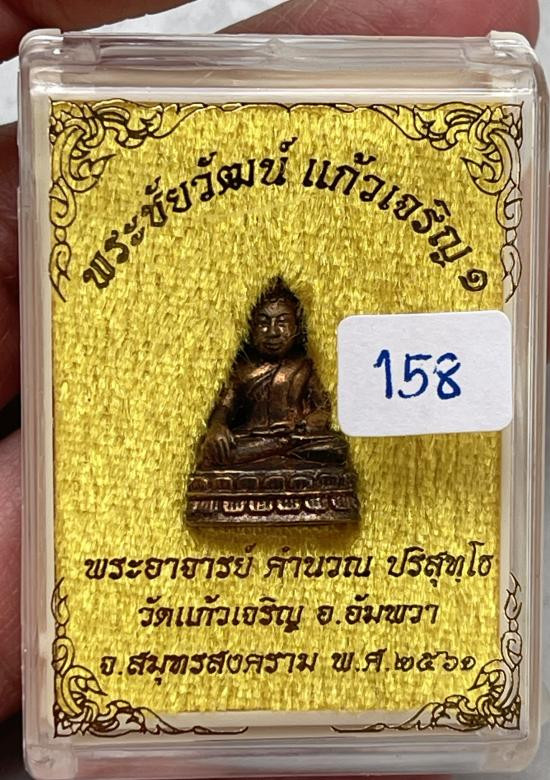 พระชัยวัฒน์ แก้วเจริญ ๑
158
พระอาจารย์ คำนวณ ปริสุทฺโธ
วัดแก้วเจริญ อ.อัมพวา
จ.สมุทรสงคราม พ.ศ.๒๕๖๑